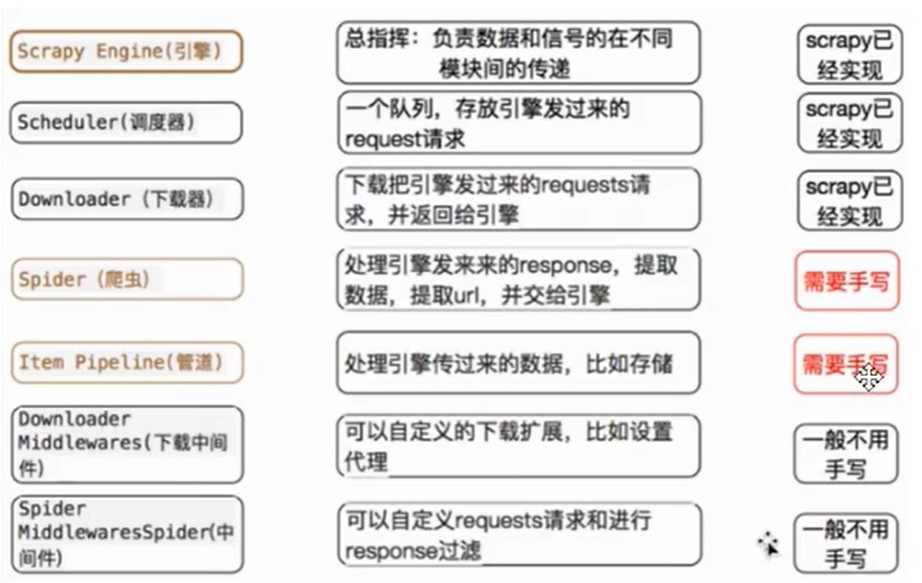 Scrapy Engine(引擎)
总指挥：负责数据和信号的在不同
模块间的传递
scrapy已
经实现
Scheduler(调度器)
一个队列，存放引擎发过来的
request请求
scrapy已
经实现
Downloader（下载器）
下载把引擎发过来的requests请
求，并返回给引擎
scrapy已
经实现
Spider（爬虫）
处理引擎发来来的response，提取
数据，提取url，并交给引擎
需要手写
Item Pipeline(管道)
处理引擎传过来的数据，比如存储
需要手写
Downloader
Middlewares(下载中间
件)
可以自定义的下载扩展，比如设置
代理
一般不用
手写
Spider
MiddlewaresSpider(中
间件)
可以自定义requests请求和进行
response过滤
一般不用
手写